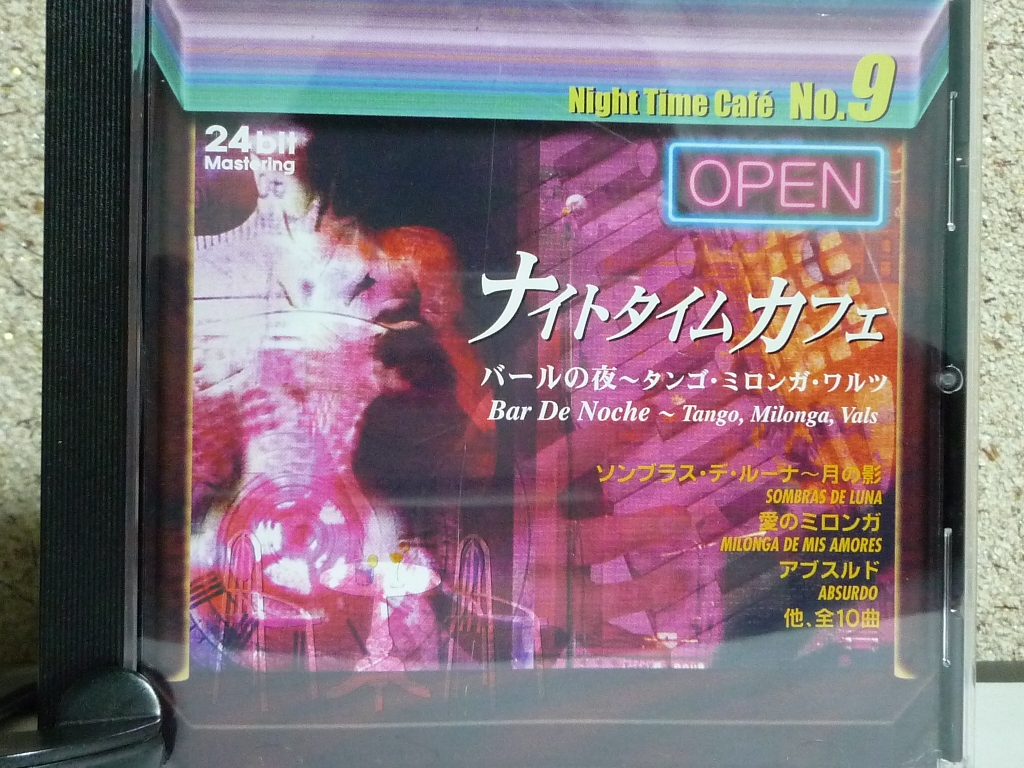 Night Time Café No.9
24bit
Mastering
OPEN
ナイトタイムカフェ
バールの夜～タンゴ・ミロンガ・ワルツ
Bar De Noche ~ Tango, Milonga, Vals
ソンブラス・デ・ルーナ～月の影
SOMBRAS DE LUNA
愛のミロンガ
MILONGA DE MIS AMORES
アブスルド
ABSURDO
他、全10曲